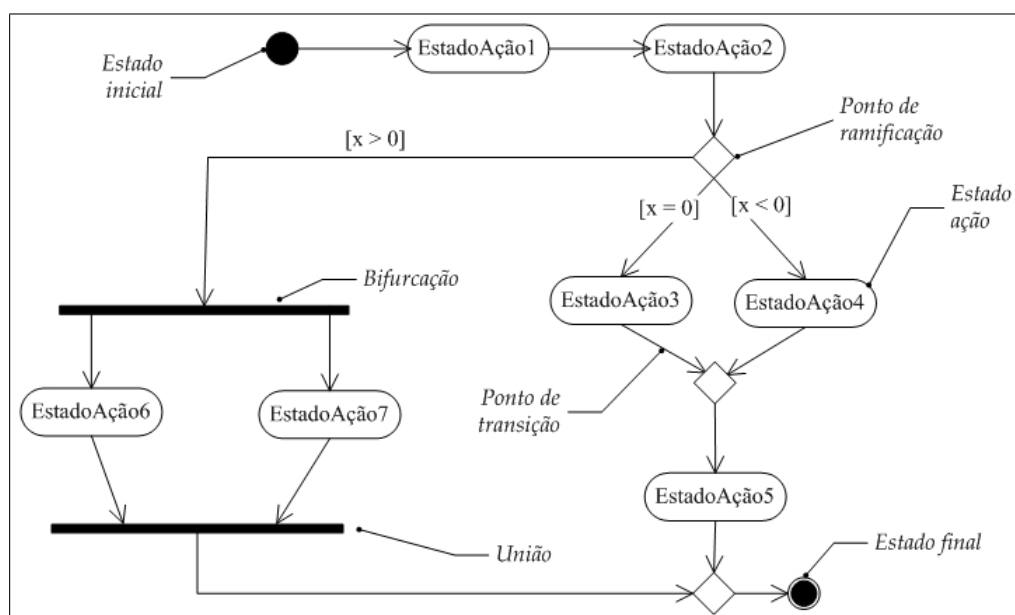 EstadoAção1
EstadoAção2
Estado
inicial
Ponto de
ramificação
[x > 0]
[x = 0]
[x < 0]
Estado
ação
Bifurcação
EstadoAção3
EstadoAção4
EstadoAção6
EstadoAção7
Ponto de
transição
EstadoAção5
União
Estado final